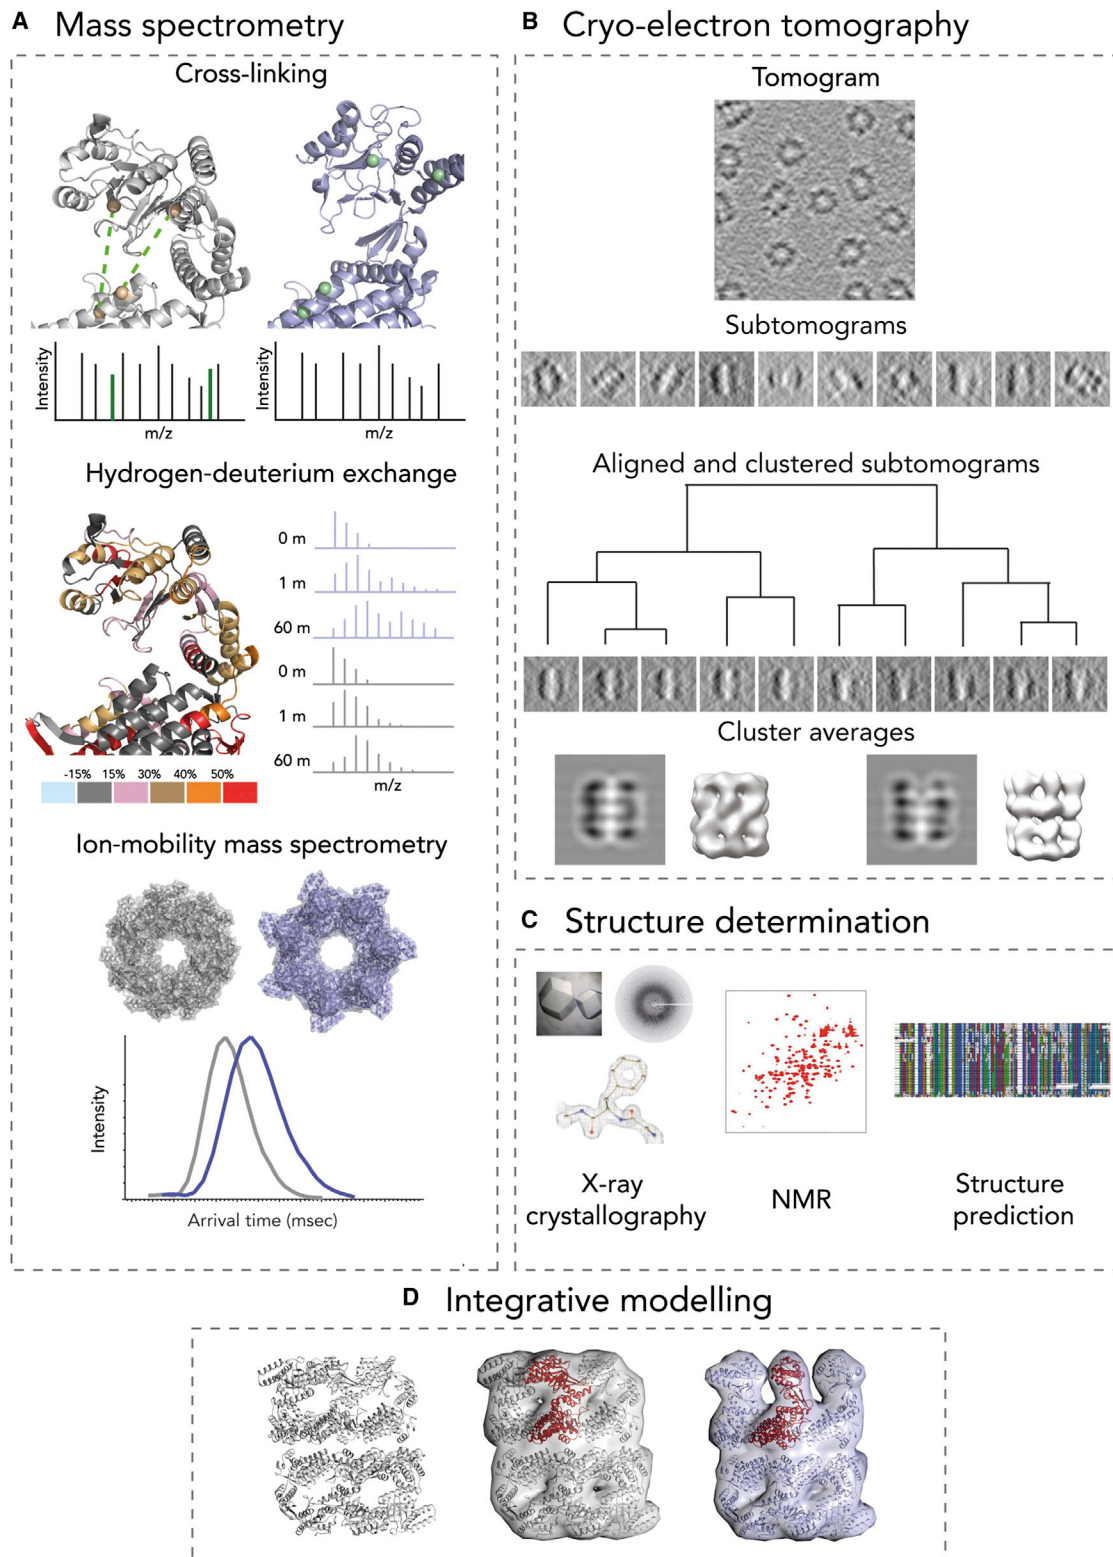 A Mass spectrometry
Cross-linking
Intensity
m/z
Intensity
m/z
Hydrogen-deuterium exchange
0 m
1 m
60 m
0 m
1 m
60 m
m/z
-15% 15% 30% 40% 50%
Ion-mobility mass spectrometry
Intensity
Arrival time (msec)
B Cryo-electron tomography
Tomogram
Subtomograms
Aligned and clustered subtomograms
Cluster averages
C Structure determination
X-ray
crystallography
NMR
Structure
prediction
D Integrative modelling